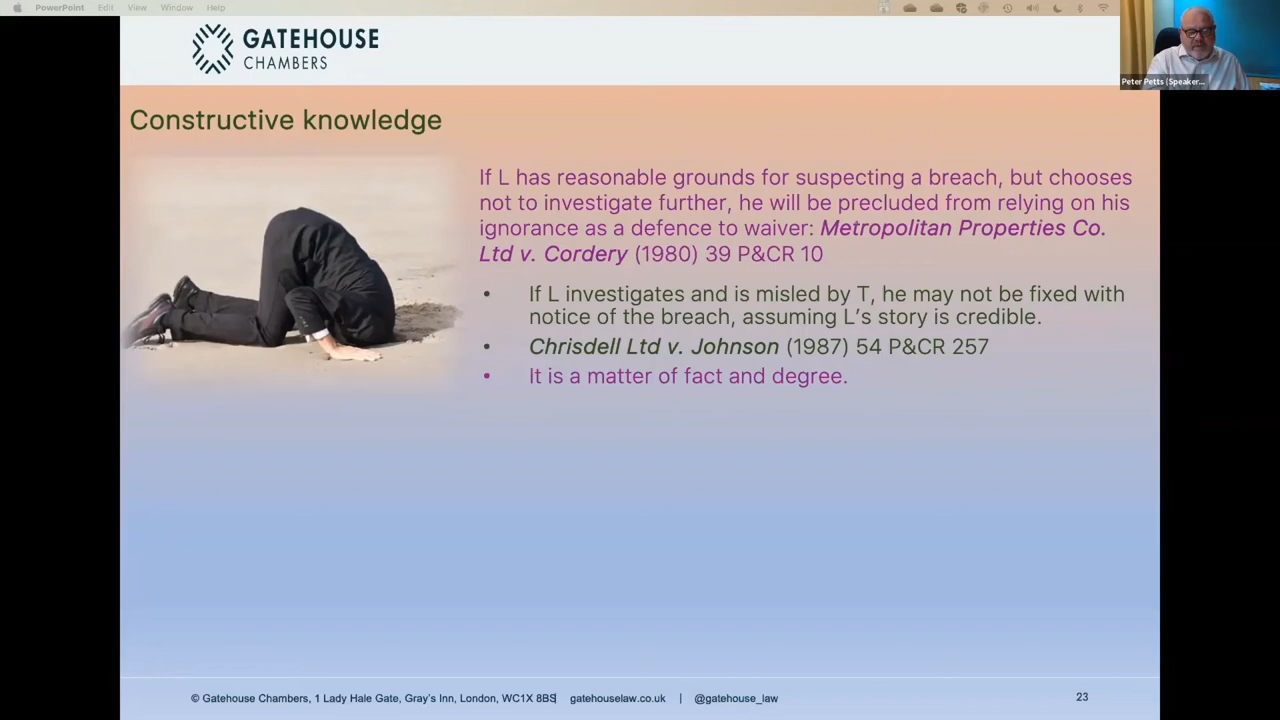 PowerPoint Edit View Window Help
GATEHOUSE
CHAMBERS
Peter Petts (Speaker...
Constructive knowledge
If L has reasonable grounds for suspecting a breach, but chooses
not to investigate further, he will be precluded from relying on his
ignorance as a defence to waiver: Metropolitan Properties Co.
Ltd v. Cordery (1980) 39 P&CR 10
• If L investigates and is misled by T, he may not be fixed with
notice of the breach, assuming L’s story is credible.
• Chrisdell Ltd v. Johnson (1987) 54 P&CR 257
• It is a matter of fact and degree.
© Gatehouse Chambers, 1 Lady Hale Gate, Gray’s Inn, London, WC1X 8BS| gatehouselaw.co.uk | @gatehouse_law 23